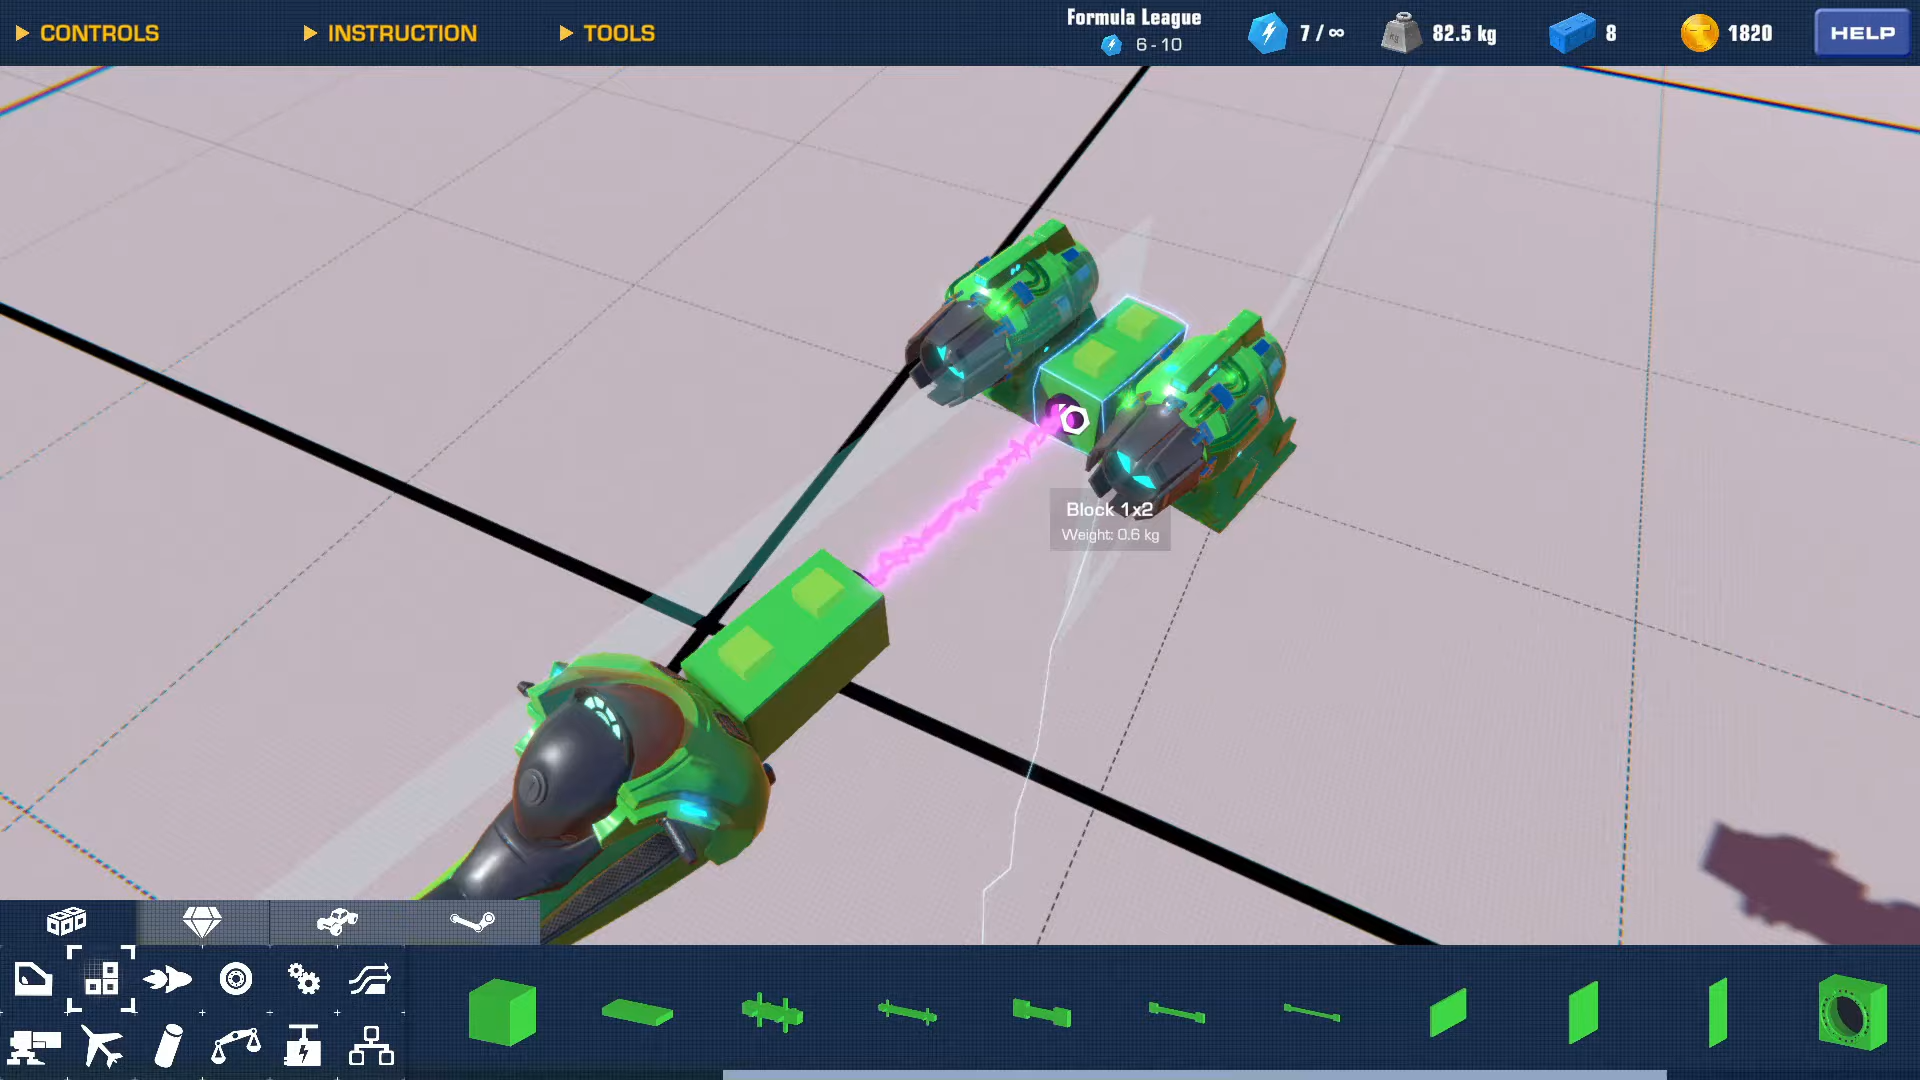 CONTROLS
INSTRUCTION
TOOLS
Formula League
6 - 10
7 / ∞
82.5 kg
8
1820
HELP
Block 1x2
Weight: 0.6 kg